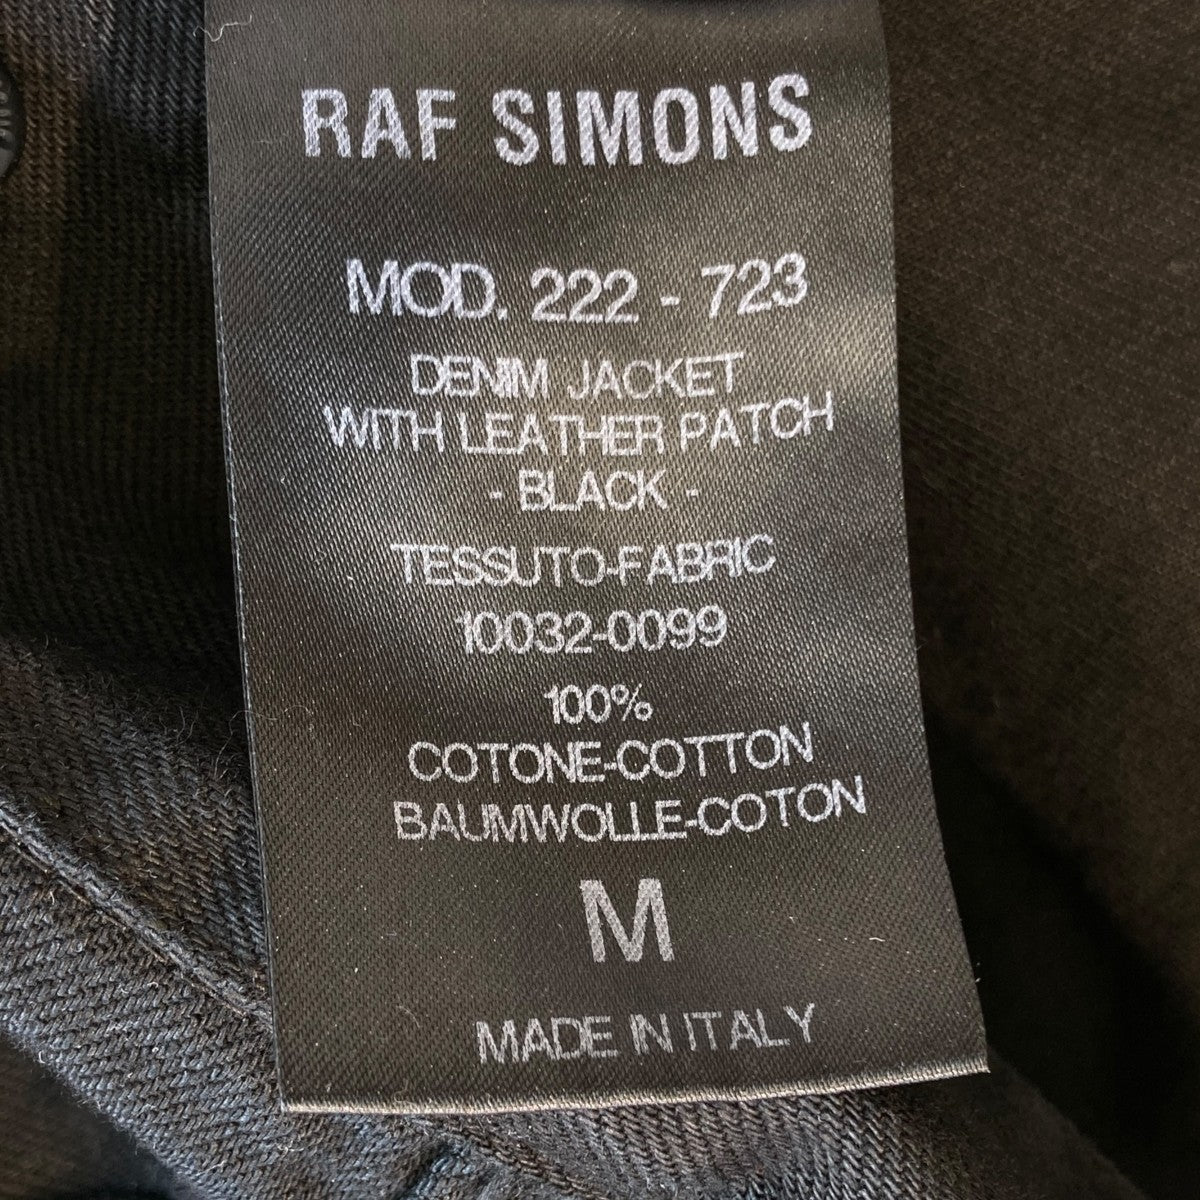 RAF SIMONS
MOD. 222 - 723
DENIM JACKET
WITH LEATHER PATCH
- BLACK -
TESSUTO-FABRIC
10032-0099
100%
COTONE-COTTON
BAUMWOLLE-COTON
M
MADE IN ITALY